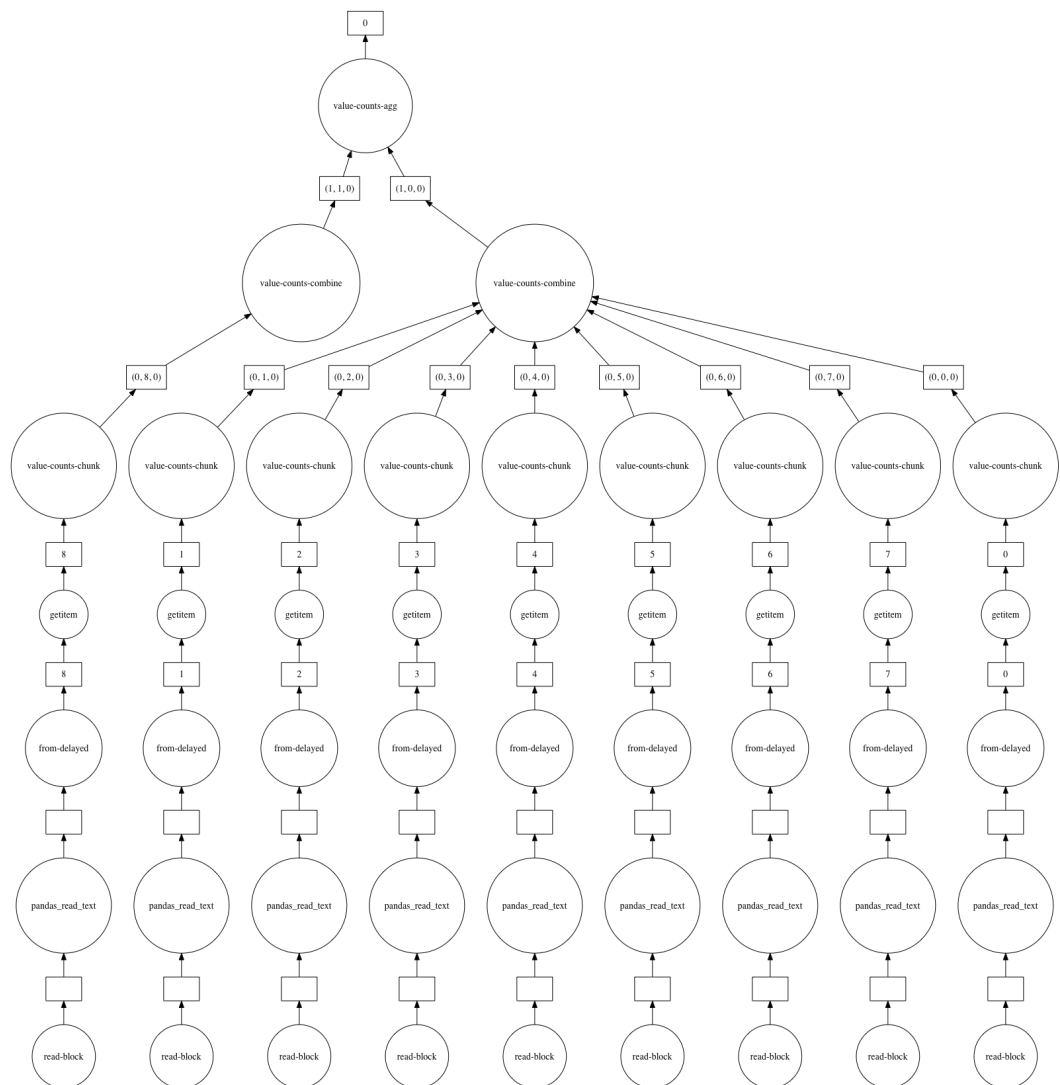 0
value-counts-agg
(1, 1, 0) (1, 0, 0)
value-counts-combine value-counts-combine
(0, 8, 0) (0, 1, 0) (0, 2, 0) (0, 3, 0) (0, 4, 0) (0, 5, 0) (0, 6, 0) (0, 7, 0) (0, 0, 0)
value-counts-chunk value-counts-chunk value-counts-chunk value-counts-chunk value-counts-chunk value-counts-chunk value-counts-chunk value-counts-chunk value-counts-chunk
8 1 2 3 4 5 6 7 0
getitem getitem getitem getitem getitem getitem getitem getitem getitem
8 1 2 3 4 5 6 7 0
from-delayed from-delayed from-delayed from-delayed from-delayed from-delayed from-delayed from-delayed from-delayed
pandas_read_text pandas_read_text pandas_read_text pandas_read_text pandas_read_text pandas_read_text pandas_read_text pandas_read_text pandas_read_text
read-block read-block read-block read-block read-block read-block read-block read-block read-block